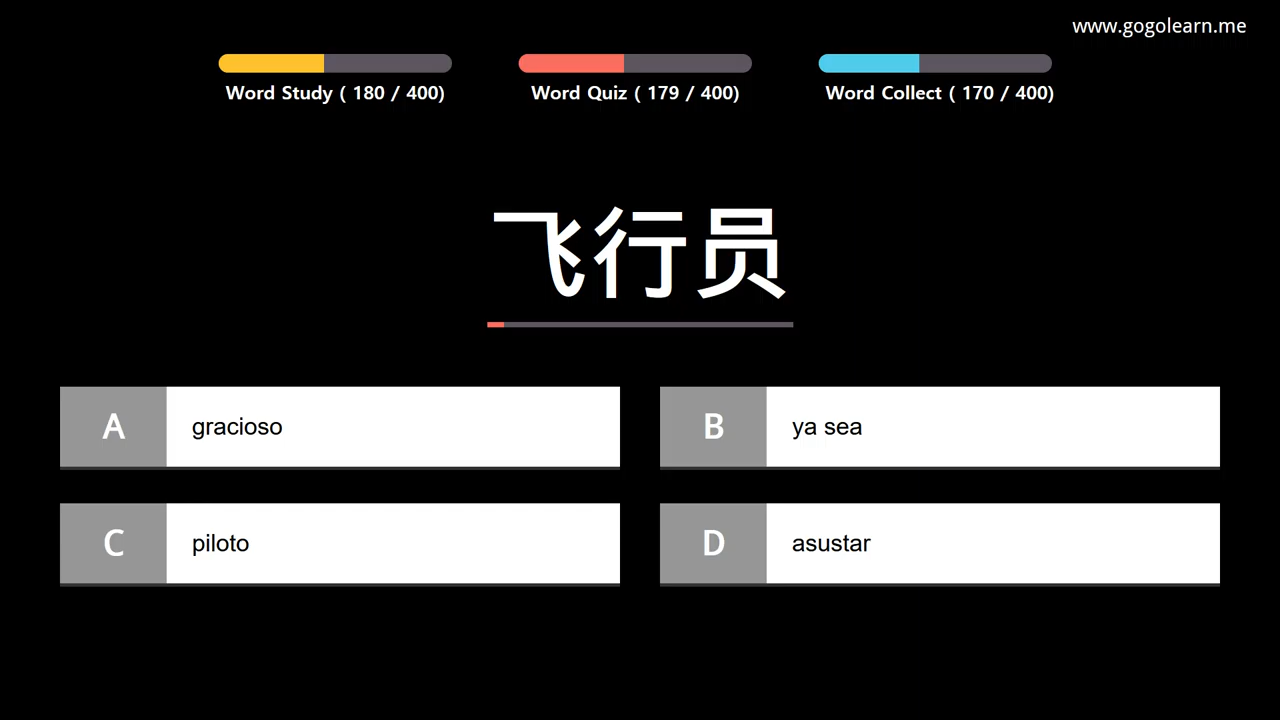 www.gogolearn.me
Word Study ( 180 / 400)
Word Quiz ( 179 / 400)
Word Collect ( 170 / 400)
飞行员
A gracioso
B ya sea
C piloto
D asustar